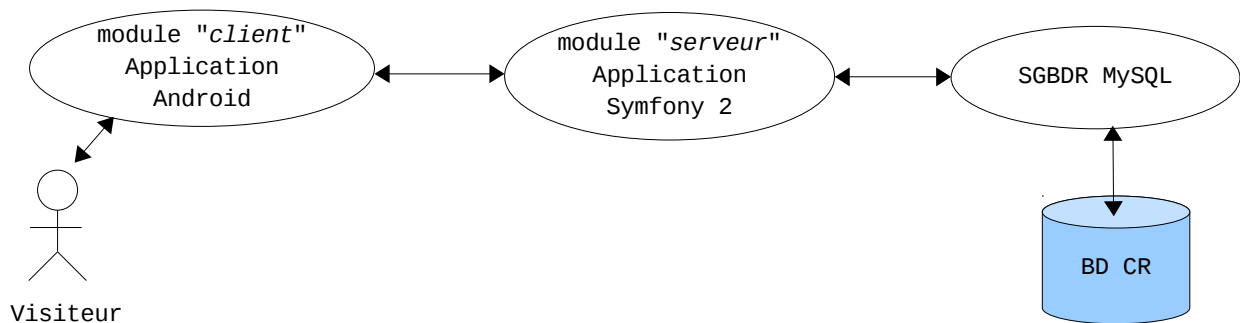 module "client"
Application
Android
module "serveur"
Application
Symfony 2
SGBDR MySQL
BD CR
Visiteur